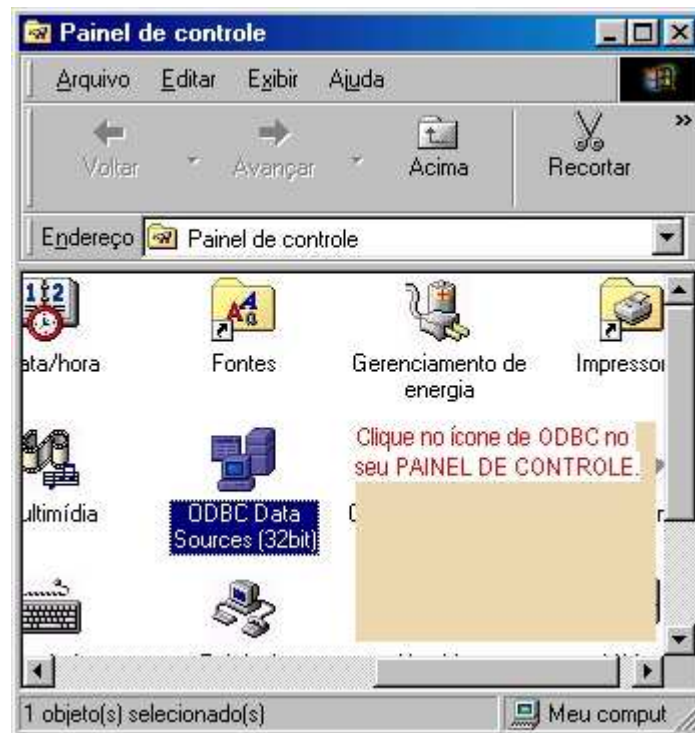 Painel de controle
Arquivo Editar Exibir Ajuda
Voltar Avançar Acima Recortar
Endereço Painel de controle
ata/hora Fontes Gerenciamento de energia Impressor
Clique no ícone de ODBC no
seu PAINEL DE CONTROLE.
ultimídia ODBC Data
Sources (32bit)
1 objeto(s) selecionado(s) Meu comput